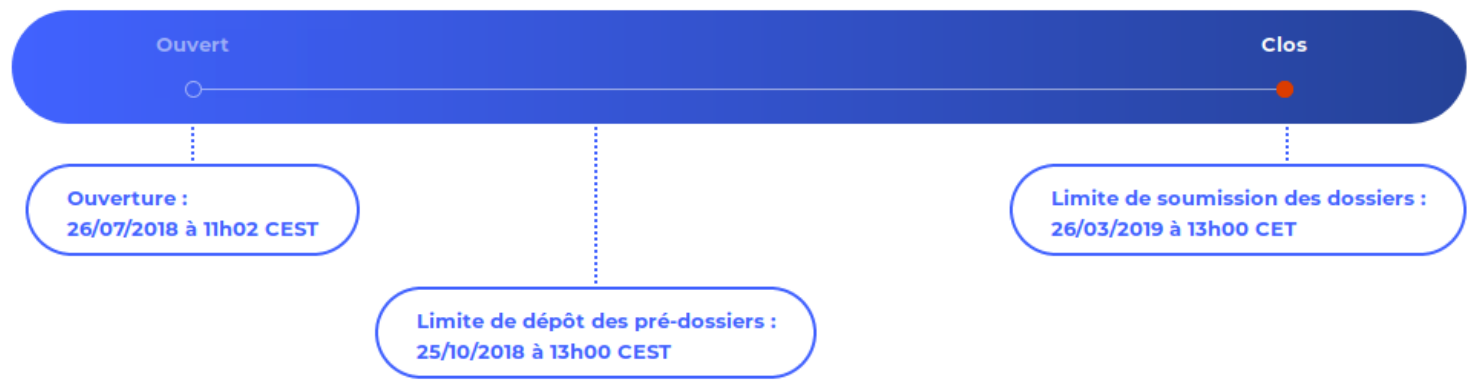 Ouvert
Clos
Ouverture :
26/07/2018 à 11h02 CEST
Limite de soumission des dossiers :
26/03/2019 à 13h00 CET
Limite de dépôt des pré-dossiers :
25/10/2018 à 13h00 CEST